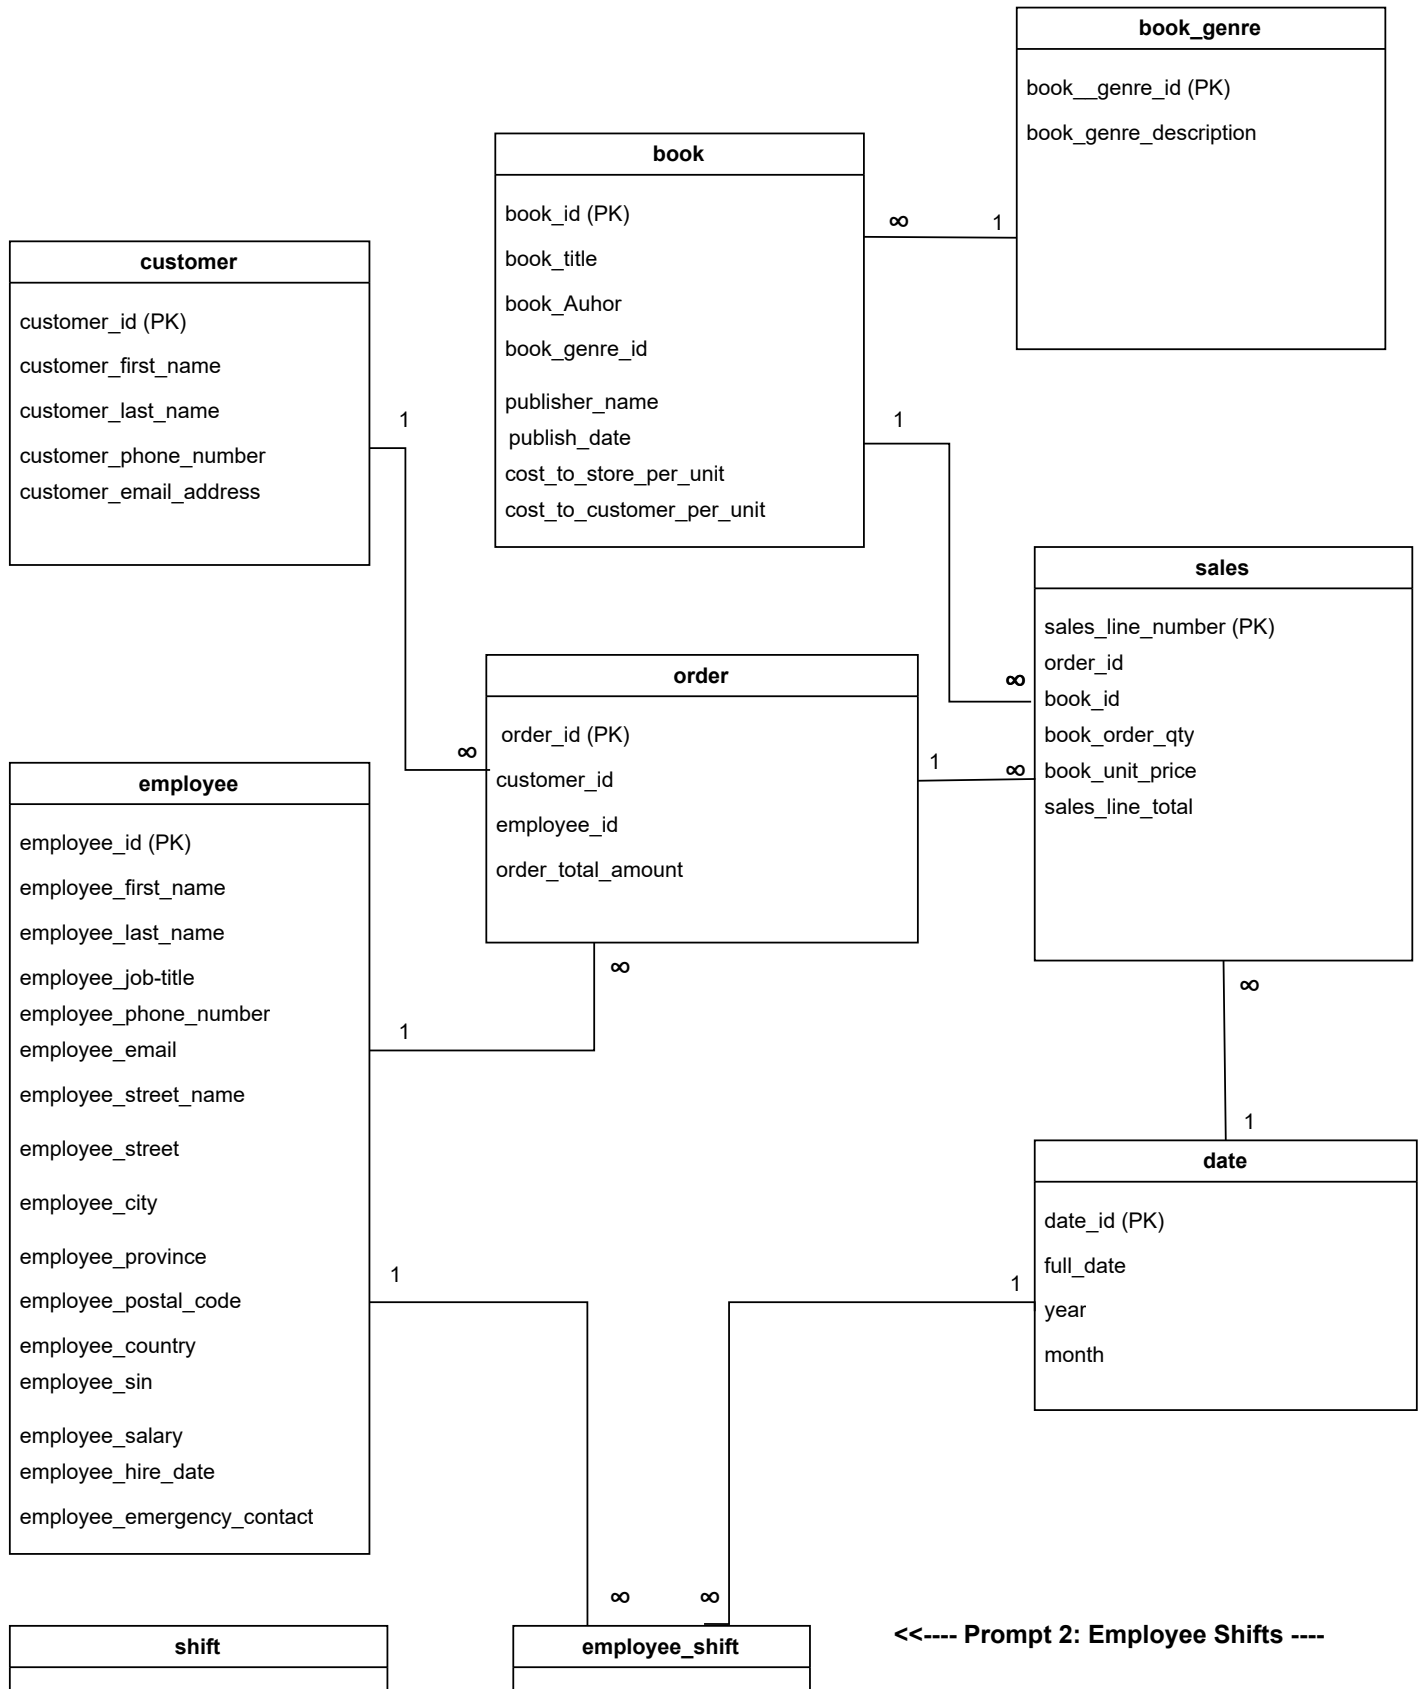 book_genre
book__genre_id (PK)
book_genre_description
book
book_id (PK)
book_title
book_Auhor
book_genre_id
publisher_name
publish_date
cost_to_store_per_unit
cost_to_customer_per_unit
∞
1
customer
customer_id (PK)
customer_first_name
customer_last_name
customer_phone_number
customer_email_address
1
1
sales
sales_line_number (PK)
order_id
book_id
book_order_qty
book_unit_price
sales_line_total
∞
order
order_id (PK)
customer_id
employee_id
order_total_amount
∞
1
∞
employee
employee_id (PK)
employee_first_name
employee_last_name
employee_job-title
employee_phone_number
employee_email
employee_street_name
employee_street
employee_city
employee_province
employee_postal_code
employee_country
employee_sin
employee_salary
employee_hire_date
employee_emergency_contact
∞
1
∞
1
date
date_id (PK)
full_date
year
month
1
1
∞
∞
shift
employee_shift
<<---- Prompt 2: Employee Shifts ----